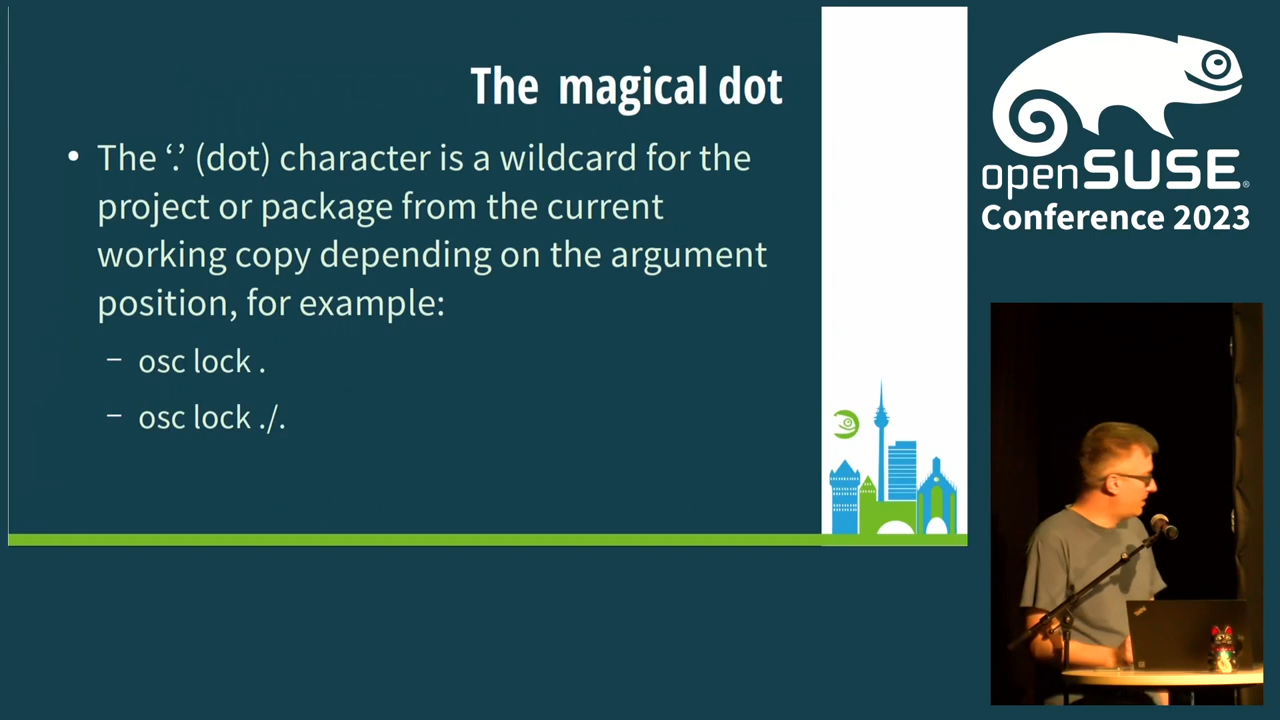 The magical dot
• The ‘.’ (dot) character is a wildcard for the
project or package from the current
working copy depending on the argument
position, for example:
– osc lock .
– osc lock ./.
openSUSE®
Conference 2023